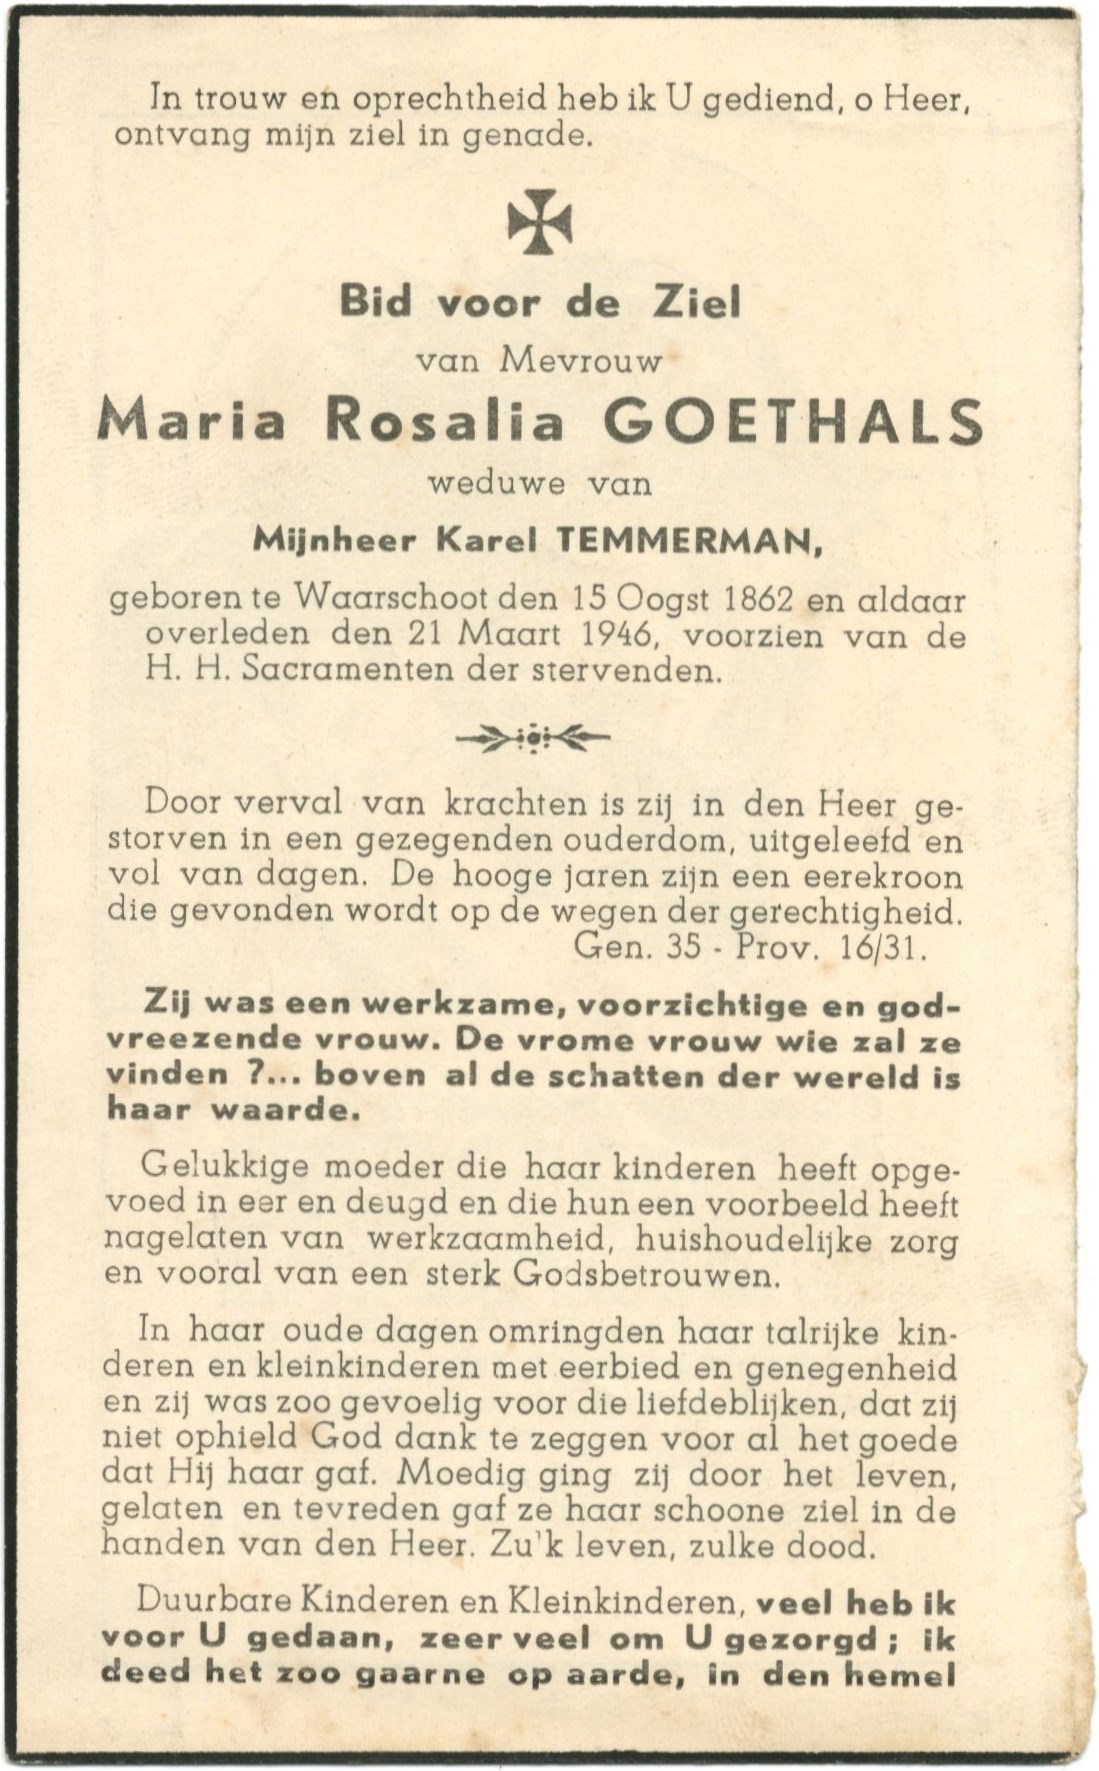 In trouw en oprechtheid heb ik U gediend, o Heer,
ontvang mijn ziel in genade.
Bid voor de Ziel
van Mevrouw
Maria Rosalia GOETHALS
weduwe van
Mijnheer Karel TEMMERMAN,
geboren te Waarschoot den 15 Oogst 1862 en aldaar
overleden den 21 Maart 1946, voorzien van de
H. H. Sacramenten der stervenden.
Door verval van krachten is zij in den Heer ge-
storven in een gezegenden ouderdom, uitgeleefd en
vol van dagen. De hooge jaren zijn een eerekroon
die gevonden wordt op de wegen der gerechtigheid.
Gen. 35 - Prov. 16/31.
Zij was een werkzame, voorzichtige en god-
vreezende vrouw. De vrome vrouw wie zal ze
vinden ?... boven al de schatten der wereld is
haar waarde.
Gelukkige moeder die haar kinderen heeft opge-
voed in eer en deugd en die hun een voorbeeld heeft
nagelaten van werkzaamheid, huishoudelijke zorg
en vooral van een sterk Godsbetrouwen.
In haar oude dagen omringden haar talrijke kin-
deren en kleinkinderen met eerbied en genegenheid
en zij was zoo gevoelig voor die liefdeblijken, dat zij
niet ophield God dank te zeggen voor al het goede
dat Hij haar gaf. Moedig ging zij door het leven,
gelaten en tevreden gaf ze haar schoone ziel in de
handen van den Heer. Zu'k leven, zulke dood.
Duurbare Kinderen en Kleinkinderen, veel heb ik
voor U gedaan, zeer veel om U gezorgd ; ik
deed het zoo gaarne op aarde, in den hemel